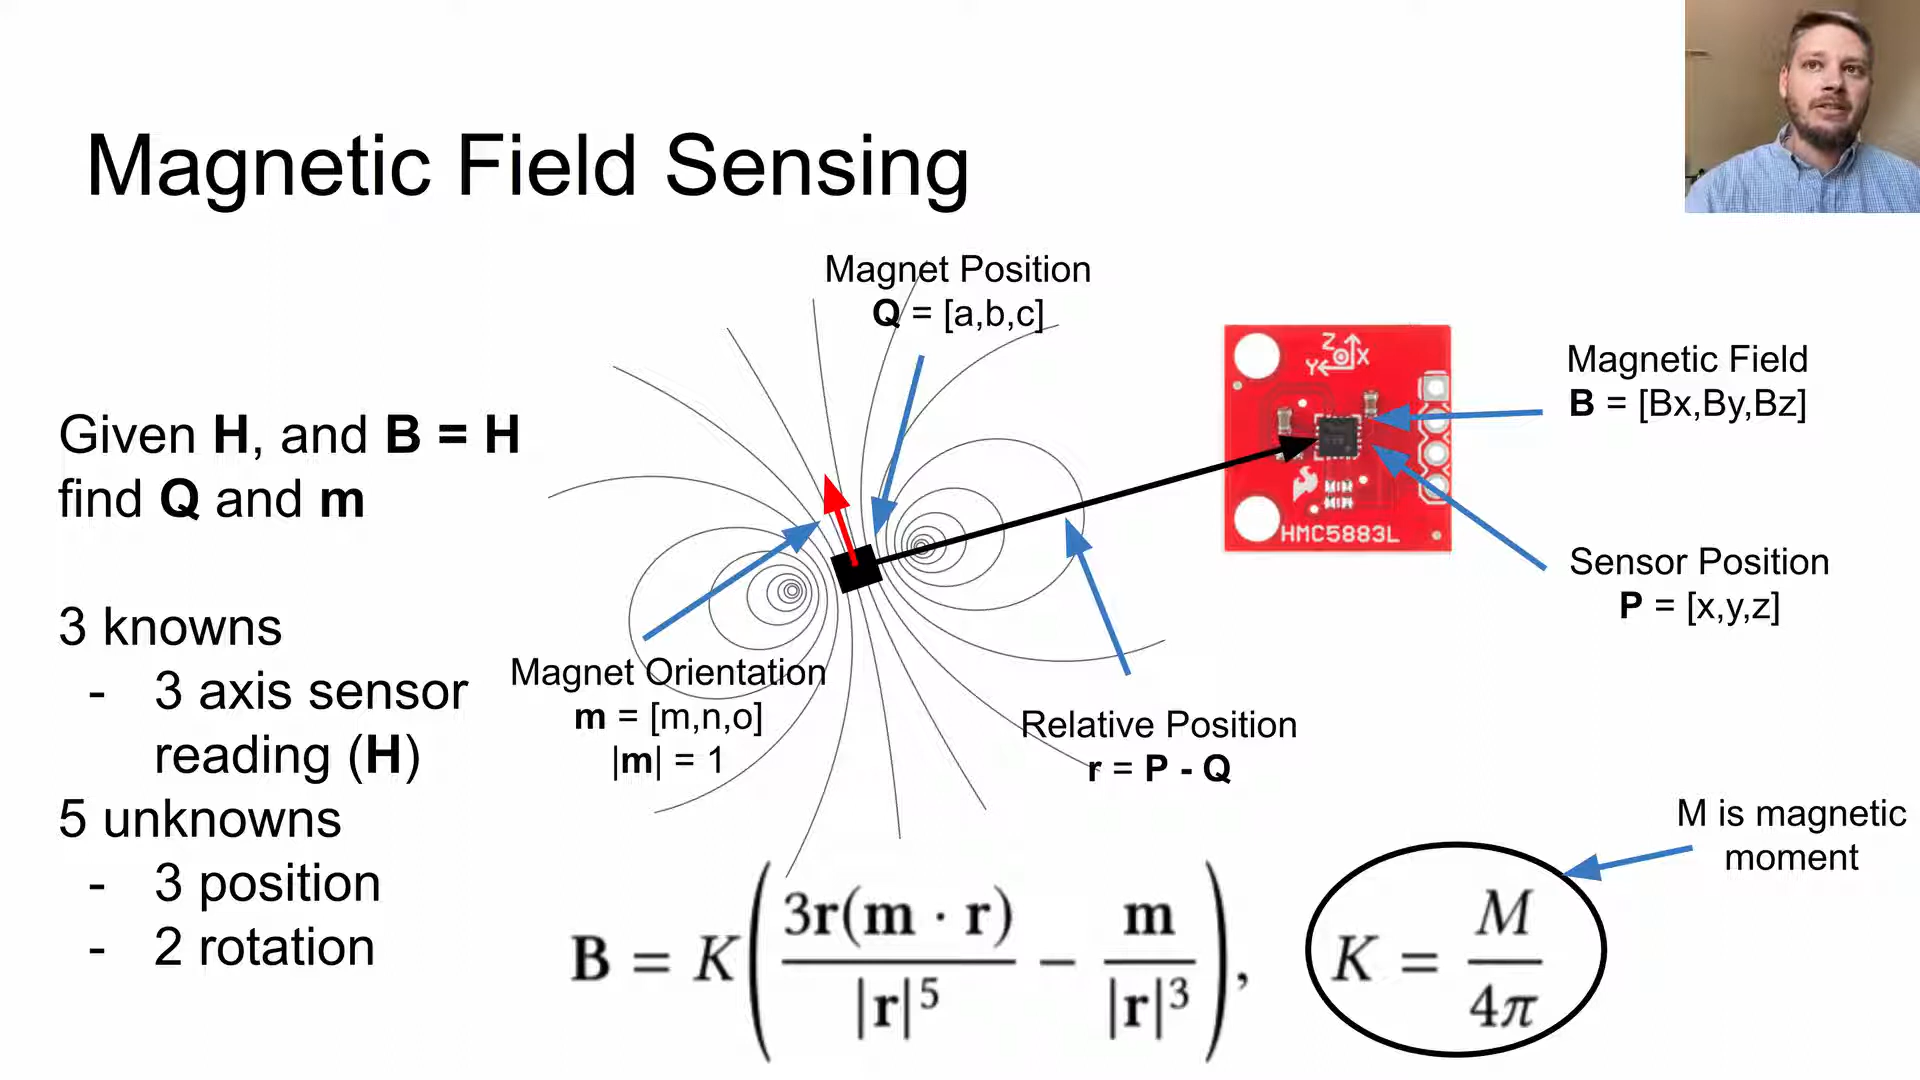 Magnetic Field Sensing
Magnet Position
Q = [a,b,c]
Z
Y
X
HMC5883L
Magnetic Field
B = [Bx,By,Bz]
Given H, and B = H
find Q and m
Sensor Position
P = [x,y,z]
3 knowns
- 3 axis sensor
reading (H)
5 unknowns
- 3 position
- 2 rotation
Magnet Orientation
m = [m,n,o]
|m| = 1
Relative Position
r = P - Q
M is magnetic
moment
B = K( 3r(m · r) / |r|⁵ − m / |r|³ ), K = M / 4π